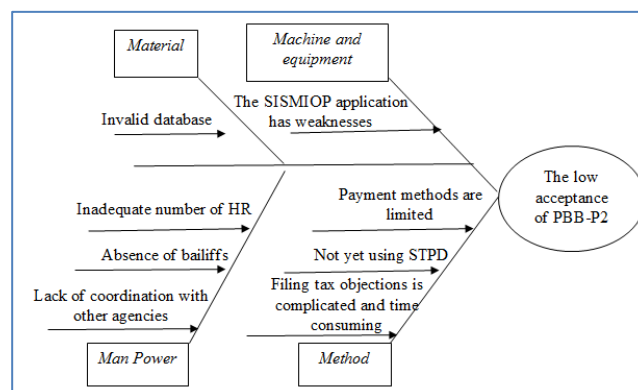 Material
Machine and
equipment
The SISMIOP application
has weaknesses
Invalid database
The low
acceptance
of PBB-P2
Payment methods are
limited
Inadequate number of HR
Not yet using STPD
Absence of bailiffs
Filing tax objections is
complicated and time
consuming
Lack of coordination with
other agencies
Man Power
Method